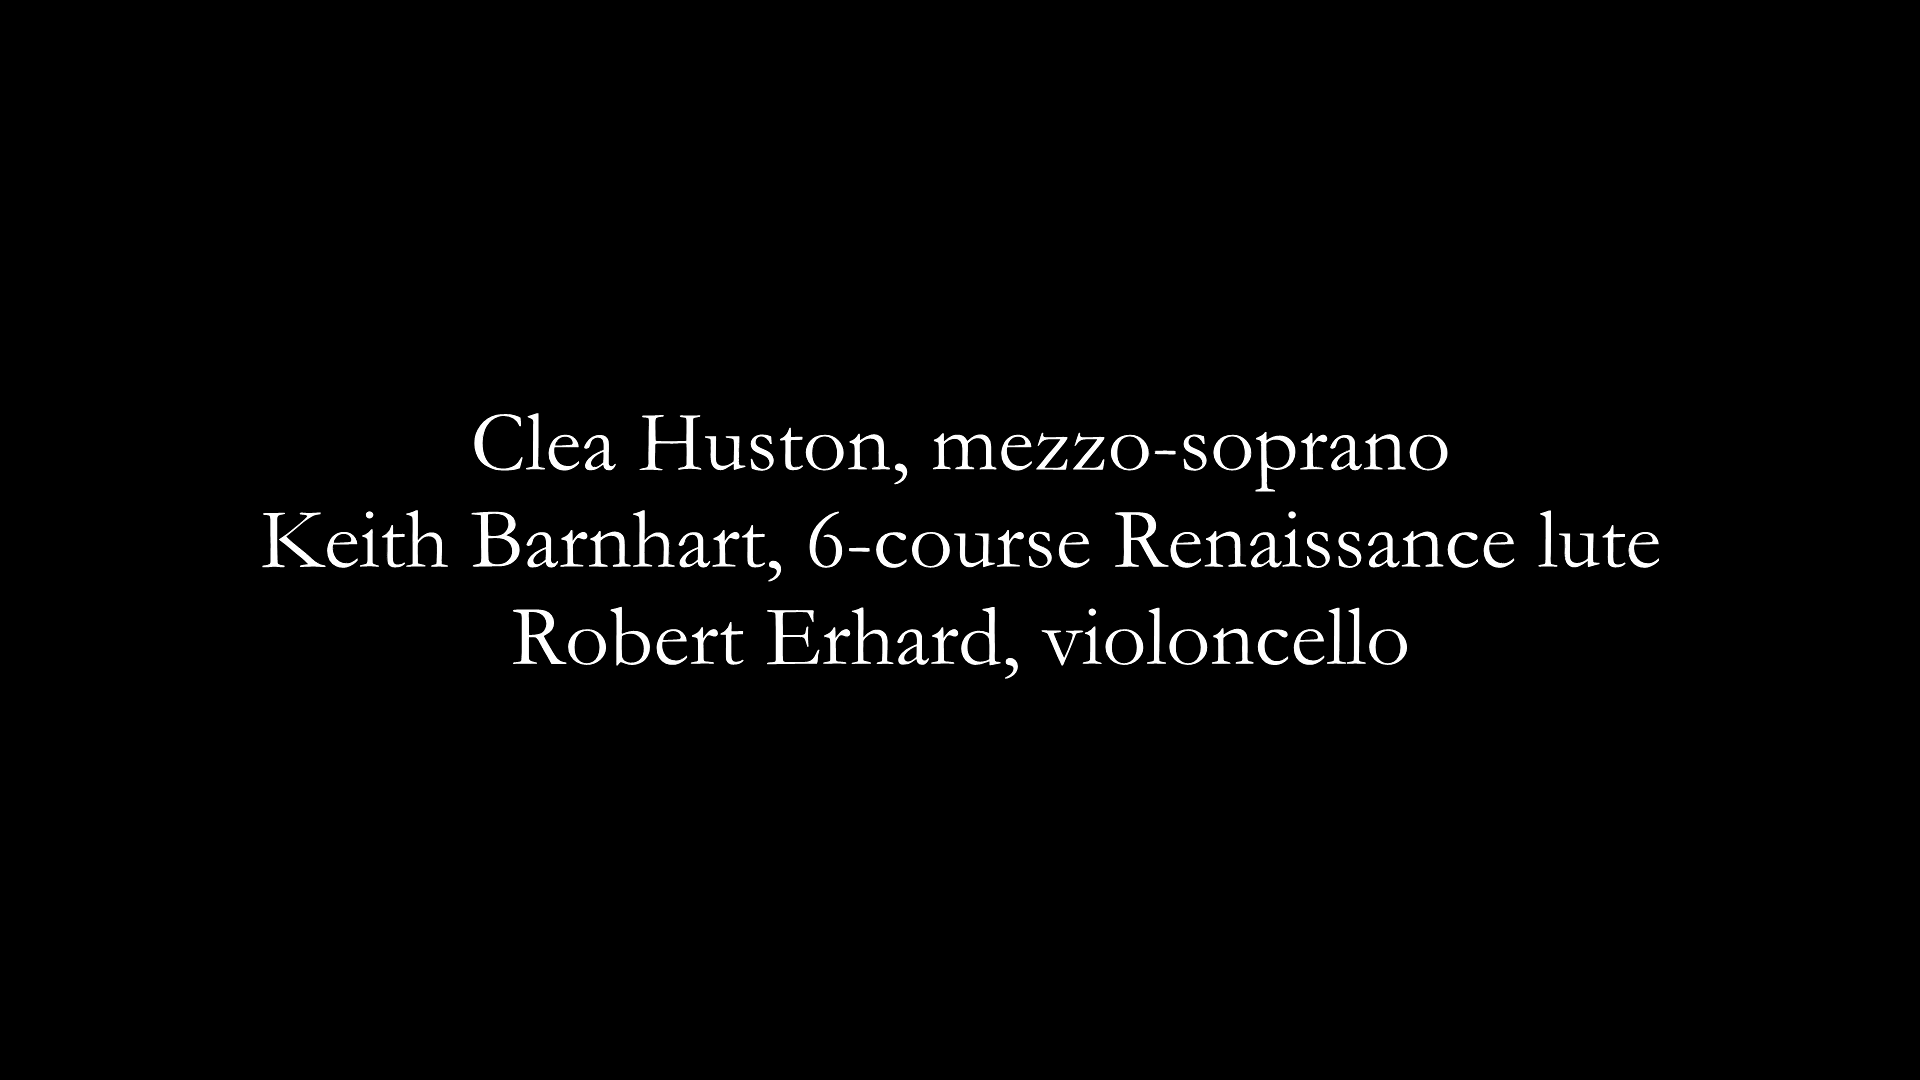 Clea Huston, mezzo-soprano
Keith Barnhart, 6-course Renaissance lute
Robert Erhard, violoncello